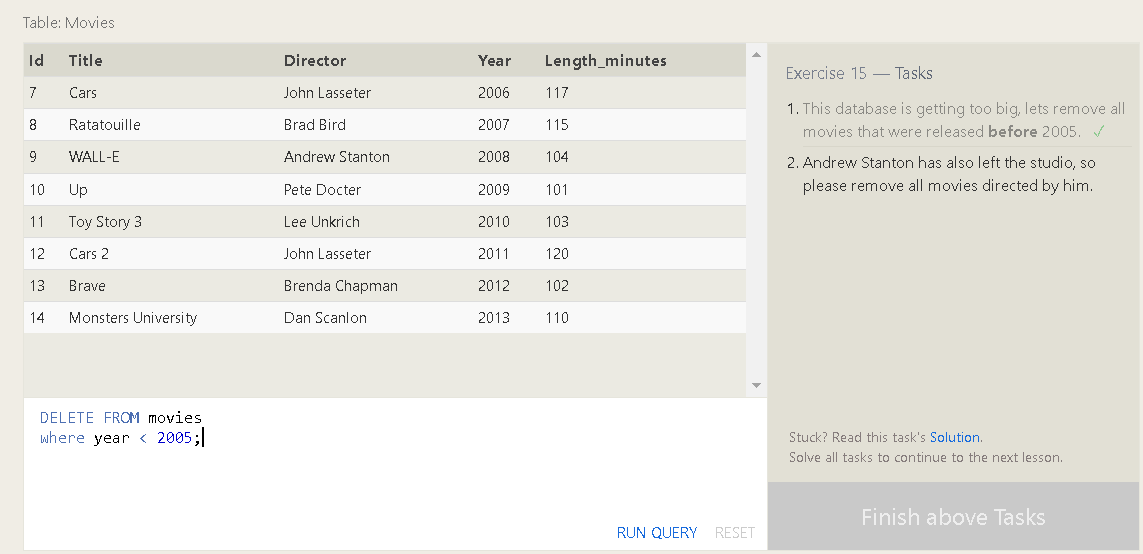 Table: Movies
Id Title Director Year Length_minutes
7 Cars John Lasseter 2006 117
8 Ratatouille Brad Bird 2007 115
9 WALL-E Andrew Stanton 2008 104
10 Up Pete Docter 2009 101
11 Toy Story 3 Lee Unkrich 2010 103
12 Cars 2 John Lasseter 2011 120
13 Brave Brenda Chapman 2012 102
14 Monsters University Dan Scanlon 2013 110
DELETE FROM movies
where year < 2005;
RUN QUERY RESET
Exercise 15 — Tasks
1. This database is getting too big, lets remove all
movies that were released before 2005. ✓
2. Andrew Stanton has also left the studio, so
please remove all movies directed by him.
Stuck? Read this task's Solution.
Solve all tasks to continue to the next lesson.
Finish above Tasks